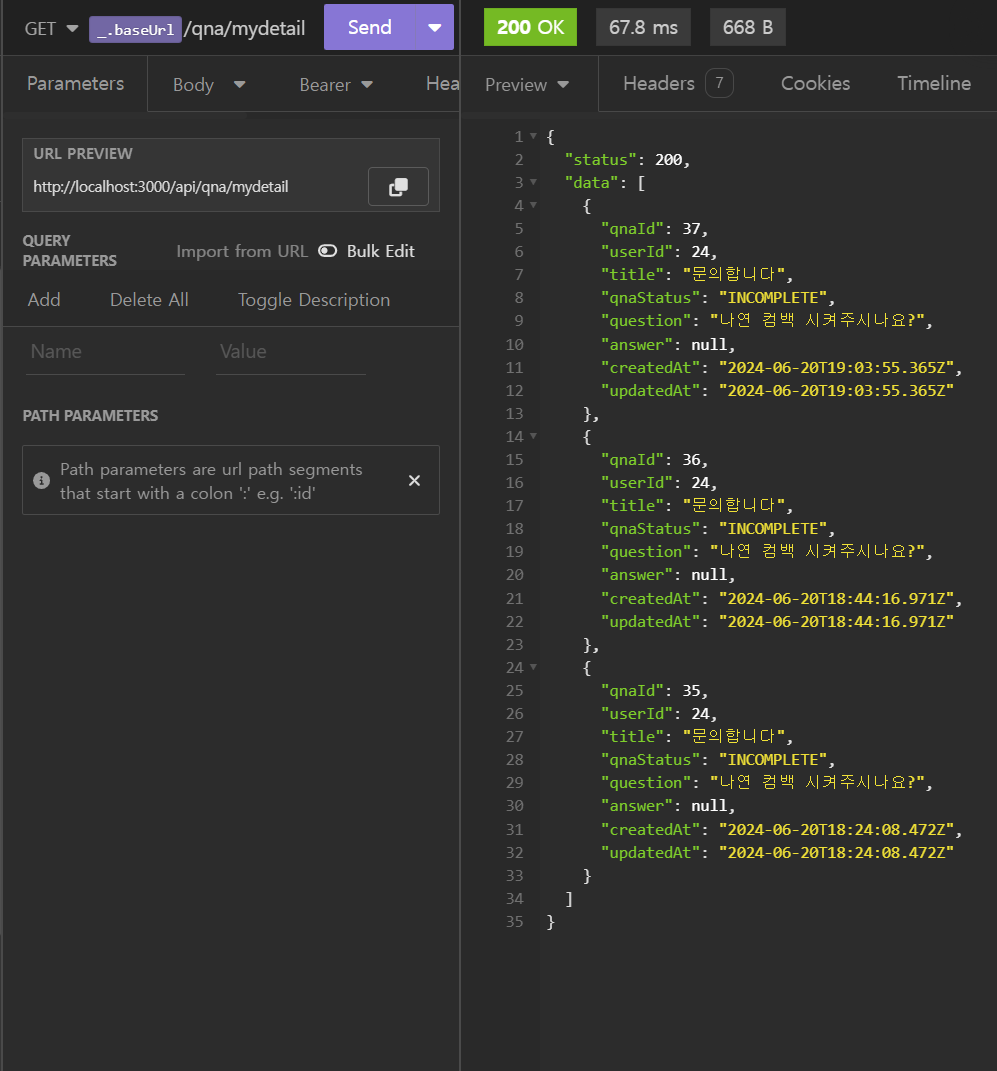 GET _.baseUrl /qna/mydetail Send
200 OK 67.8 ms 668 B
Parameters Body Bearer Hea
Preview Headers 7 Cookies Timeline
URL PREVIEW
http://localhost:3000/api/qna/mydetail
QUERY PARAMETERS
Import from URL Bulk Edit
Add Delete All Toggle Description
Name Value
PATH PARAMETERS
Path parameters are url path segments
that start with a colon ':' e.g. ':id'
1 {
2 "status": 200,
3 "data": [
4 {
5 "qnaId": 37,
6 "userId": 24,
7 "title": "문의합니다",
8 "qnaStatus": "INCOMPLETE",
9 "question": "나연 컴백 시켜주시나요?",
10 "answer": null,
11 "createdAt": "2024-06-20T19:03:55.365Z",
12 "updatedAt": "2024-06-20T19:03:55.365Z"
13 },
14 {
15 "qnaId": 36,
16 "userId": 24,
17 "title": "문의합니다",
18 "qnaStatus": "INCOMPLETE",
19 "question": "나연 컴백 시켜주시나요?",
20 "answer": null,
21 "createdAt": "2024-06-20T18:44:16.971Z",
22 "updatedAt": "2024-06-20T18:44:16.971Z"
23 },
24 {
25 "qnaId": 35,
26 "userId": 24,
27 "title": "문의합니다",
28 "qnaStatus": "INCOMPLETE",
29 "question": "나연 컴백 시켜주시나요?",
30 "answer": null,
31 "createdAt": "2024-06-20T18:24:08.472Z",
32 "updatedAt": "2024-06-20T18:24:08.472Z"
33 }
34 ]
35 }